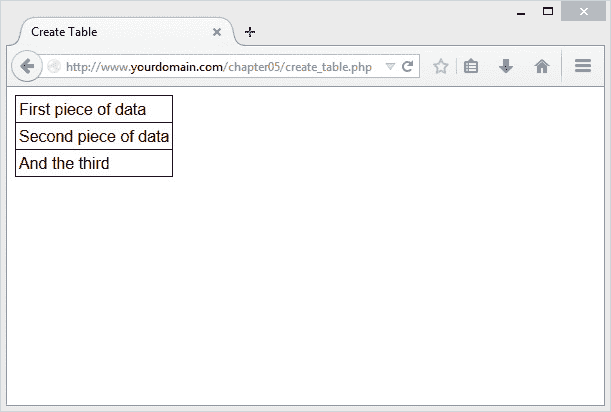 Create Table
http://www.yourdomain.com/chapter05/create_table.php
First piece of data
Second piece of data
And the third